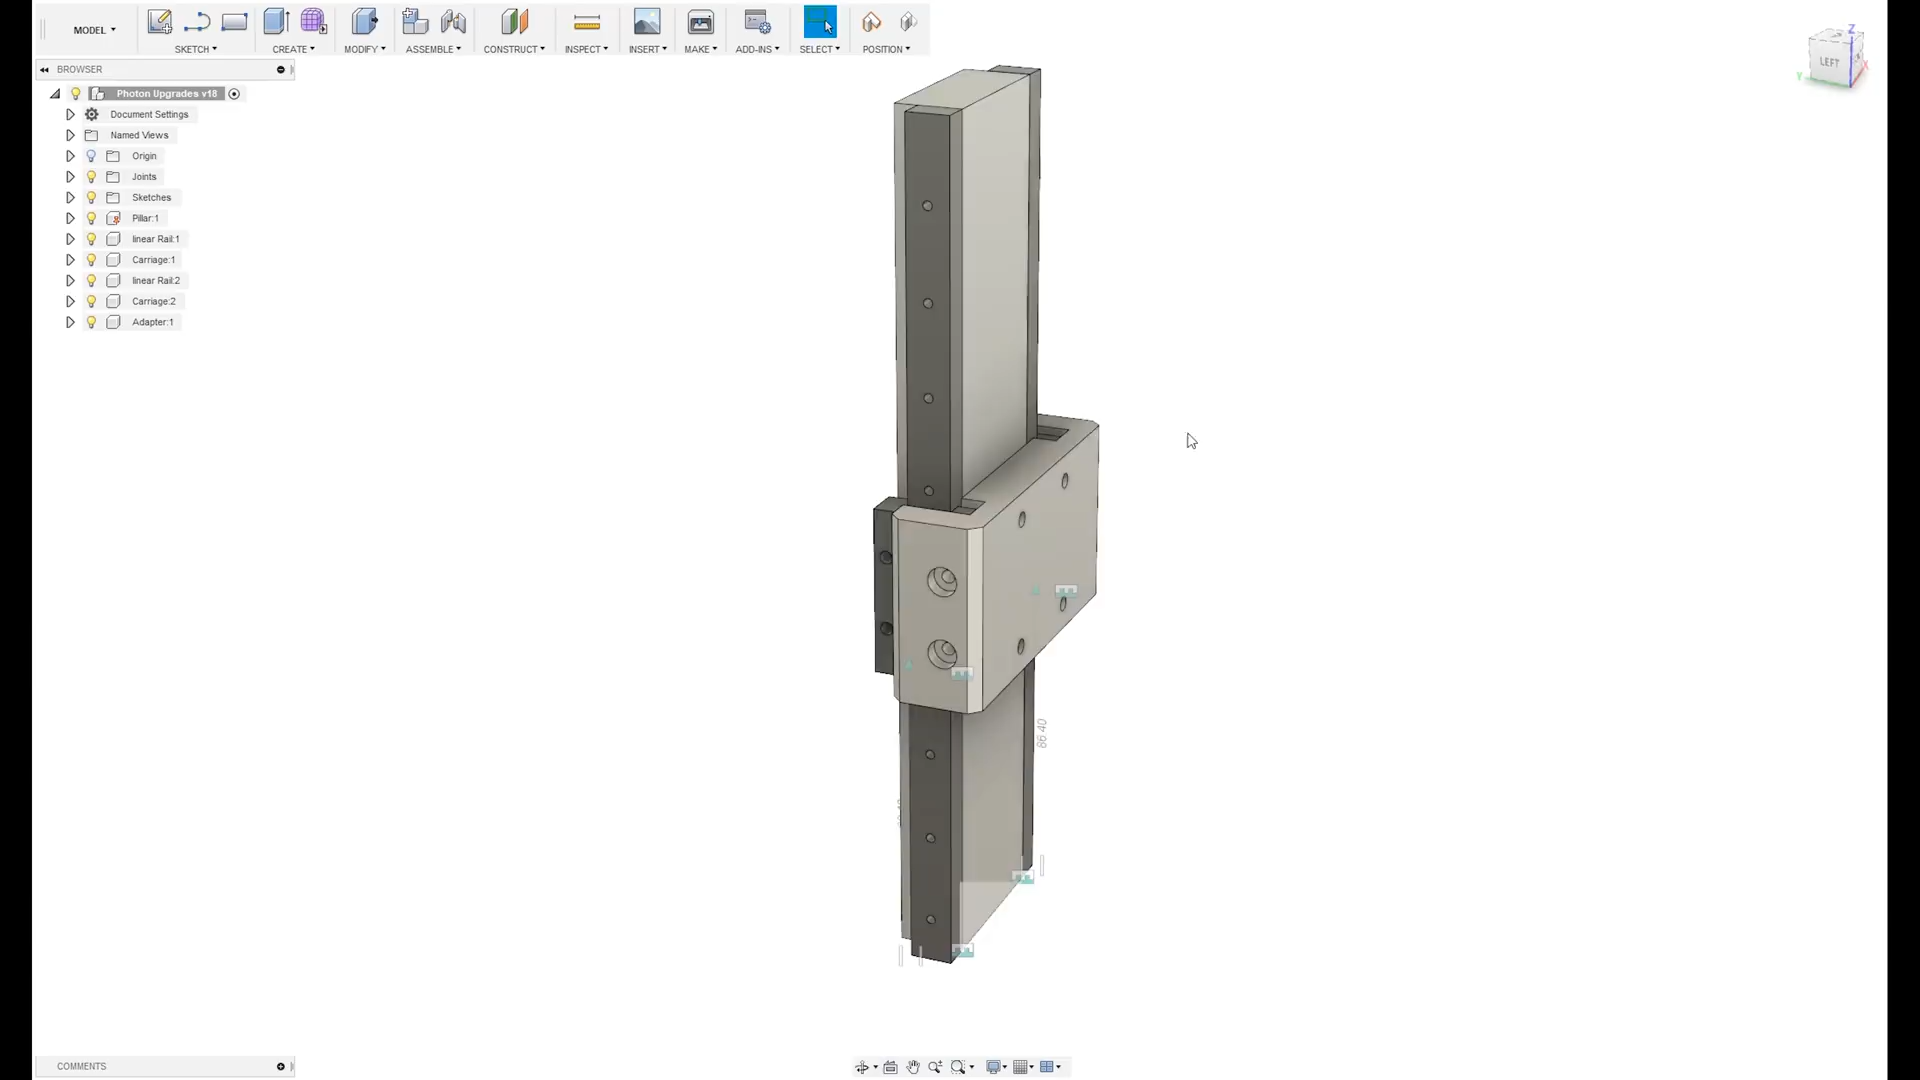 MODEL
SKETCH
CREATE
MODIFY
ASSEMBLE
CONSTRUCT
INSPECT
INSERT
MAKE
ADD-INS
SELECT
POSITION
BROWSER
Photon Upgrades v18
Document Settings
Named Views
Origin
Joints
Sketches
Pillar:1
linear Rail:1
Carriage:1
linear Rail:2
Carriage:2
Adapter:1
Z
LEFT
Y
X
66.40
COMMENTS